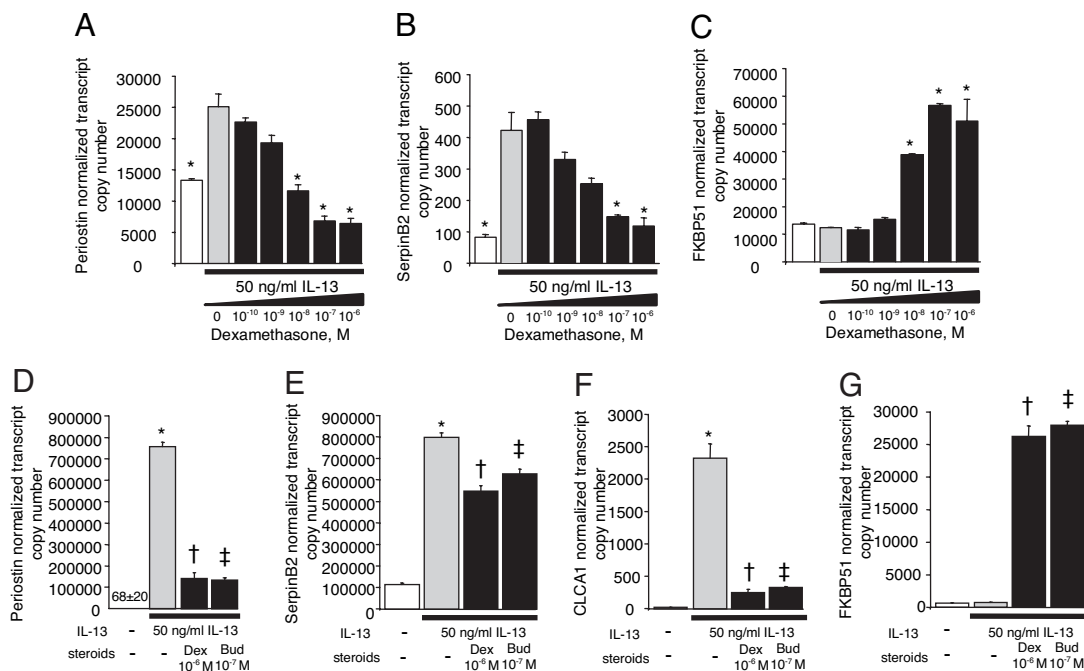 A
Periostin normalized transcript
copy number
30000
25000
20000
15000
10000
5000
0
*
*
*
*
50 ng/ml IL-13
0 10⁻¹⁰ 10⁻⁹ 10⁻⁸ 10⁻⁷ 10⁻⁶
Dexamethasone, M
B
SerpinB2 normalized transcript
copy number
600
500
400
300
200
100
0
*
*
*
50 ng/ml IL-13
0 10⁻¹⁰ 10⁻⁹ 10⁻⁸ 10⁻⁷ 10⁻⁶
Dexamethasone, M
C
FKBP51 normalized transcript
copy number
70000
60000
50000
40000
30000
20000
10000
0
*
*
*
50 ng/ml IL-13
0 10⁻¹⁰ 10⁻⁹ 10⁻⁸ 10⁻⁷ 10⁻⁶
Dexamethasone, M
D
Periostin normalized transcript
copy number
900000
800000
700000
600000
500000
400000
300000
200000
100000
0
68±20
*
†
‡
IL-13 - 50 ng/ml IL-13
steroids - - Dex Bud
10⁻⁶ M 10⁻⁷ M
E
SerpinB2 normalized transcript
copy number
900000
800000
700000
600000
500000
400000
300000
200000
100000
0
*
†
‡
- 50 ng/ml IL-13
- - Dex Bud
10⁻⁶ M 10⁻⁷ M
F
CLCA1 normalized transcript
copy number
3000
2500
2000
1500
1000
500
0
*
†
‡
IL-13 - 50 ng/ml IL-13
steroids - - Dex Bud
10⁻⁶ M 10⁻⁷ M
G
FKBP51 normalized transcript
copy number
30000
25000
20000
15000
10000
5000
0
†
‡
- 50 ng/ml IL-13
- - Dex Bud
10⁻⁶ M 10⁻⁷ M